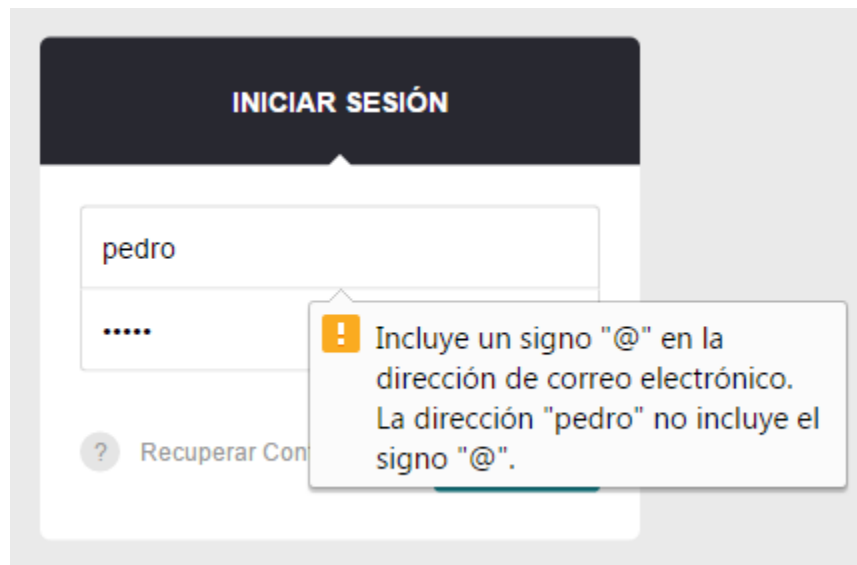 INICIAR SESIÓN
pedro
•••••
Incluye un signo "@" en la
dirección de correo electrónico.
La dirección "pedro" no incluye el
signo "@".
? Recuperar Con